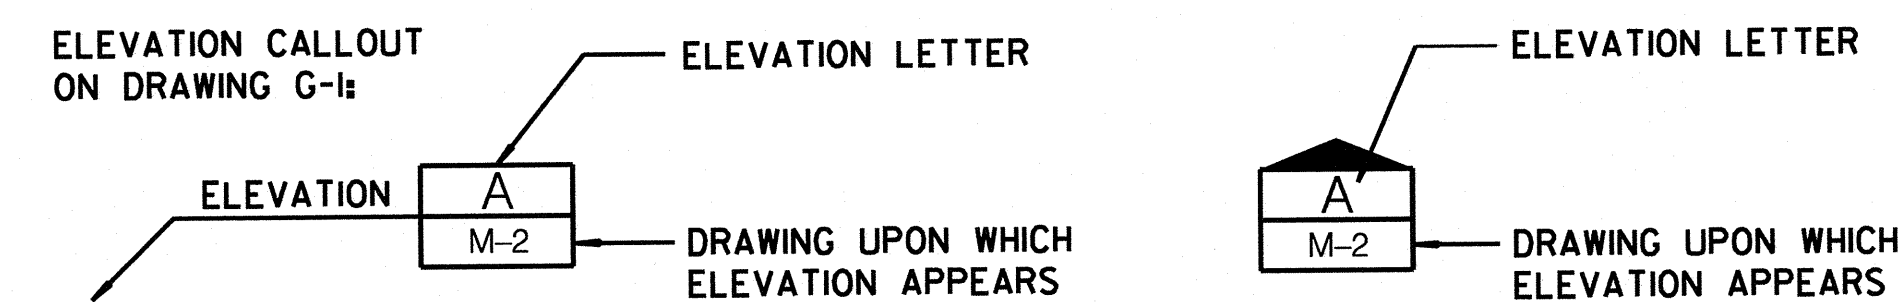 ELEVATION CALLOUT
ON DRAWING G-1:
ELEVATION LETTER
ELEVATION
A
M-2
DRAWING UPON WHICH
ELEVATION APPEARS
ELEVATION LETTER
A
M-2
DRAWING UPON WHICH
ELEVATION APPEARS